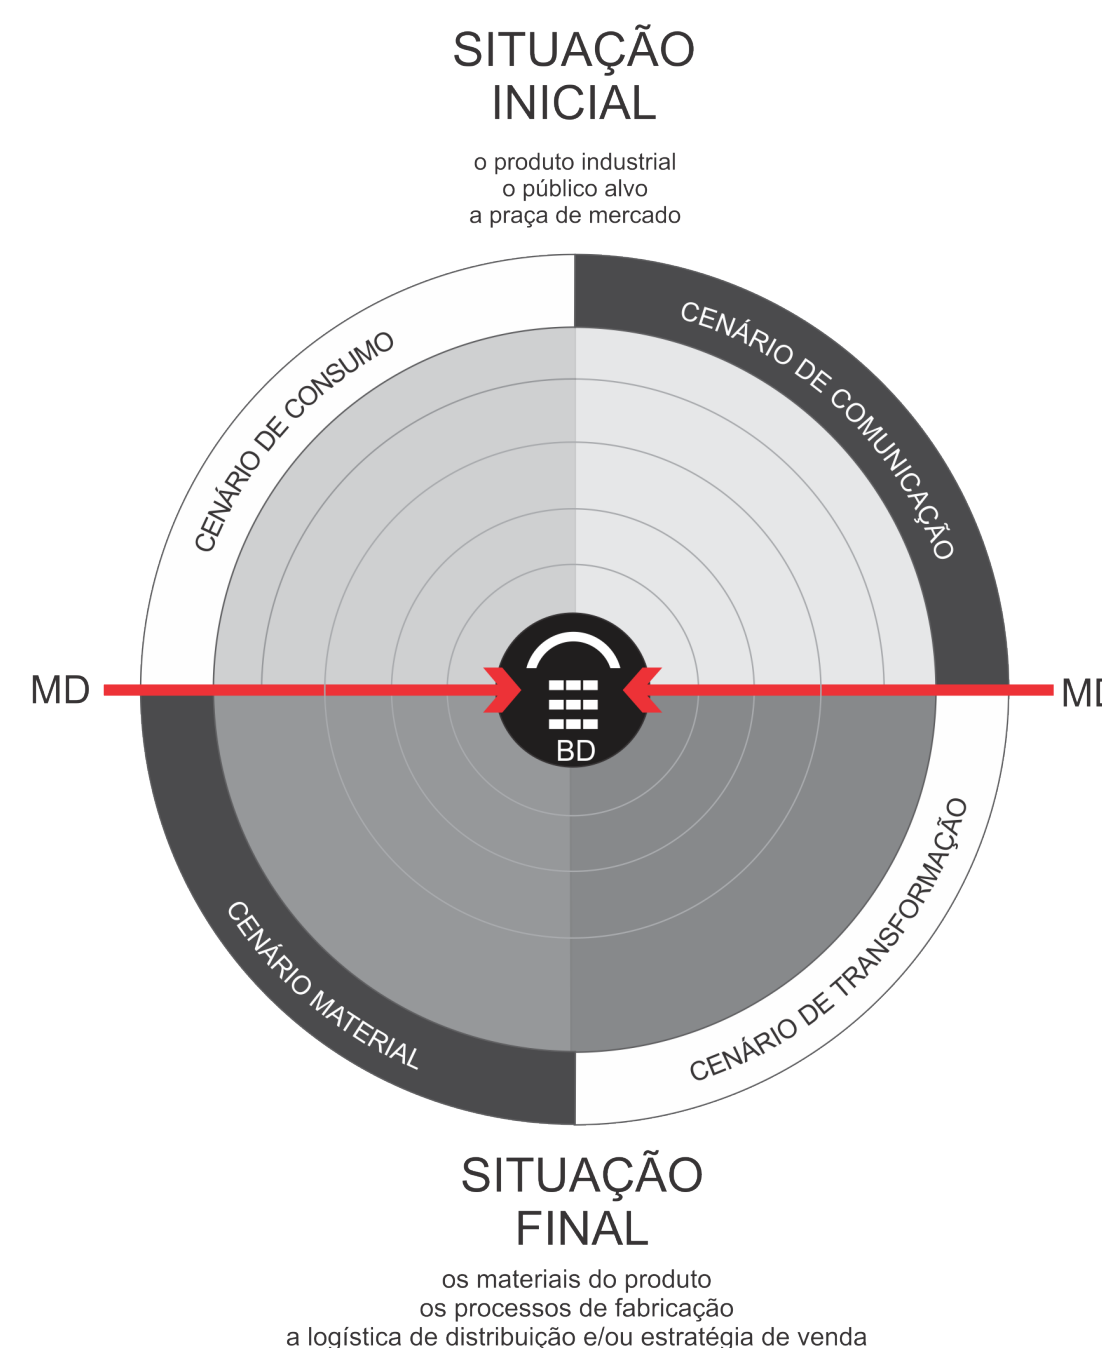 SITUAÇÃO
INICIAL
o produto industrial
o público alvo
a praça de mercado
CENÁRIO DE CONSUMO
CENÁRIO DE COMUNICAÇÃO
MD
MD
BD
CENÁRIO MATERIAL
CENÁRIO DE TRANSFORMAÇÃO
SITUAÇÃO
FINAL
os materiais do produto
os processos de fabricação
a logística de distribuição e/ou estratégia de venda